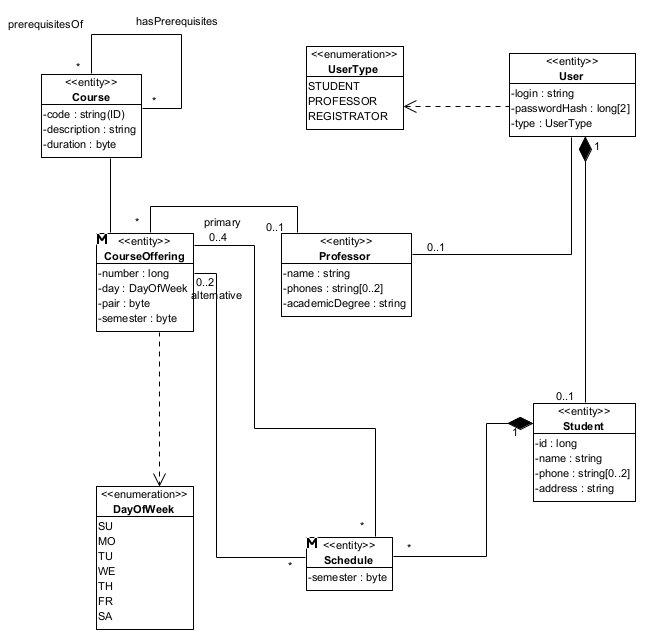 prerequisitesOf
hasPrerequisites
*
*
<<entity>>
Course
-code : string(ID)
-description : string
-duration : byte
<<enumeration>>
UserType
STUDENT
PROFESSOR
REGISTRATOR
<<entity>>
User
-login : string
-passwordHash : long[2]
-type : UserType
1
*
primary
0..1
0..4
0..1
M
<<entity>>
CourseOffering
-number : long
-day : DayOfWeek
-pair : byte
-semester : byte
0..2
alternative
<<entity>>
Professor
-name : string
-phones : string[0..2]
-academicDegree : string
0..1
<<entity>>
Student
-id : long
-name : string
-phone : string[0..2]
-address : string
1
<<enumeration>>
DayOfWeek
SU
MO
TU
WE
TH
FR
SA
*
*
*
M
<<entity>>
Schedule
-semester : byte